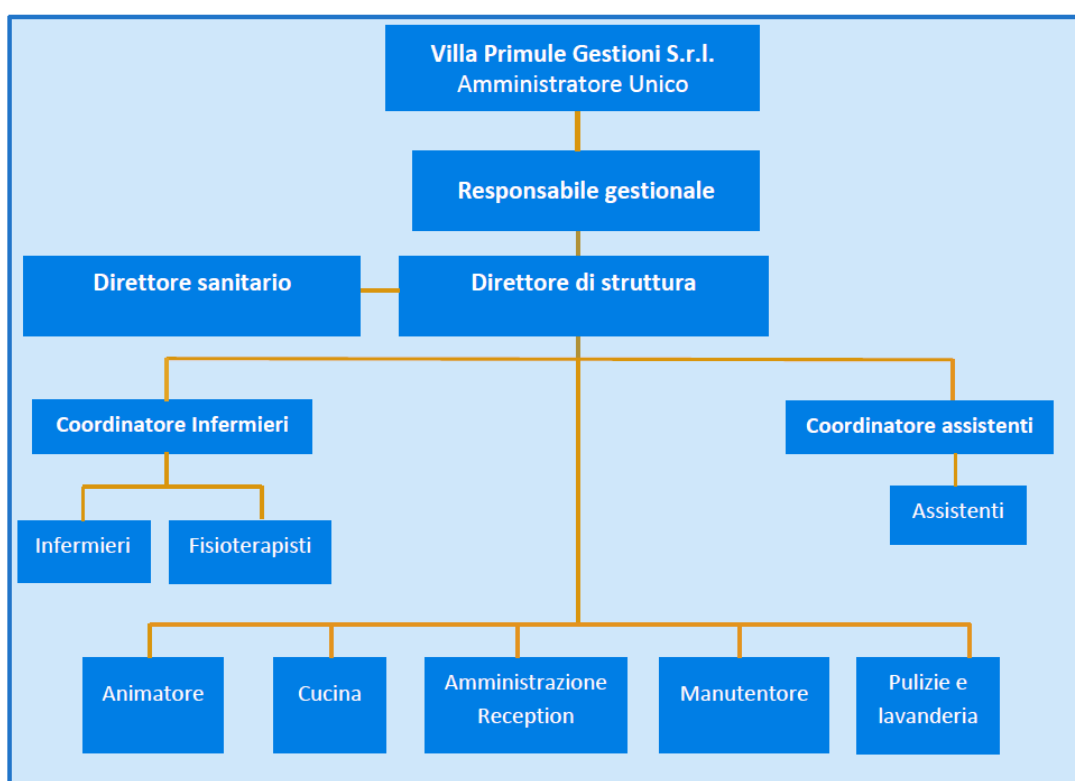 Villa Primule Gestioni S.r.l.
Amministratore Unico
Responsabile gestionale
Direttore sanitario
Direttore di struttura
Coordinatore Infermieri
Coordinatore assistenti
Infermieri
Fisioterapisti
Assistenti
Animatore
Cucina
Amministrazione
Reception
Manutentore
Pulizie e
lavanderia